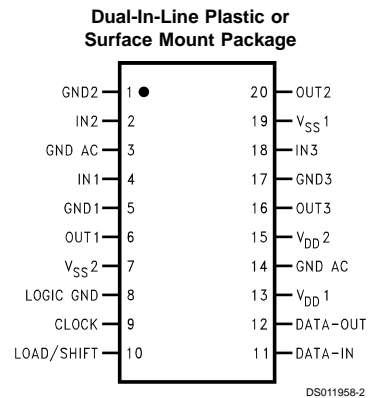 Dual-In-Line Plastic or
Surface Mount Package
GND2 1 20 OUT2
IN2 2 19 VSS1
GND AC 3 18 IN3
IN1 4 17 GND3
GND1 5 16 OUT3
OUT1 6 15 VDD2
VSS2 7 14 GND AC
LOGIC GND 8 13 VDD1
CLOCK 9 12 DATA-OUT
LOAD/SHIFT 10 11 DATA-IN
DS011958-2